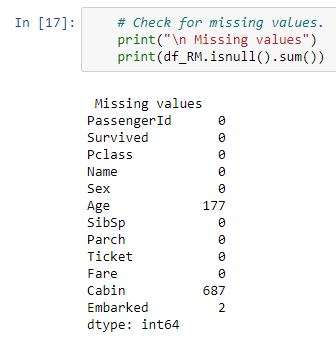 In [17]:
# Check for missing values.
print("\n Missing values")
print(df_RM.isnull().sum())
Missing values
PassengerId 0
Survived 0
Pclass 0
Name 0
Sex 0
Age 177
SibSp 0
Parch 0
Ticket 0
Fare 0
Cabin 687
Embarked 2
dtype: int64